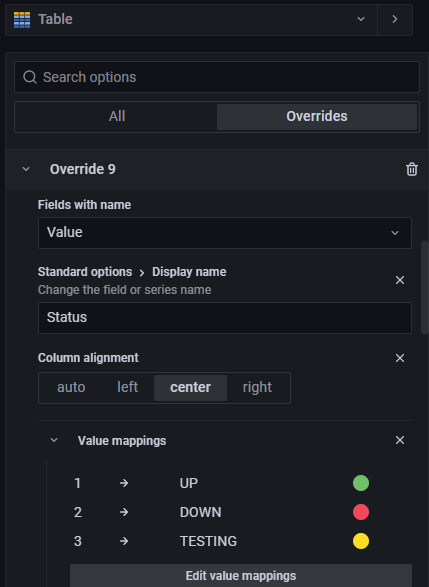 Table
Search options
All Overrides
Override 9
Fields with name
Value
Standard options > Display name
Change the field or series name
Status
Column alignment
auto left center right
Value mappings
1 → UP
2 → DOWN
3 → TESTING
Edit value mappings